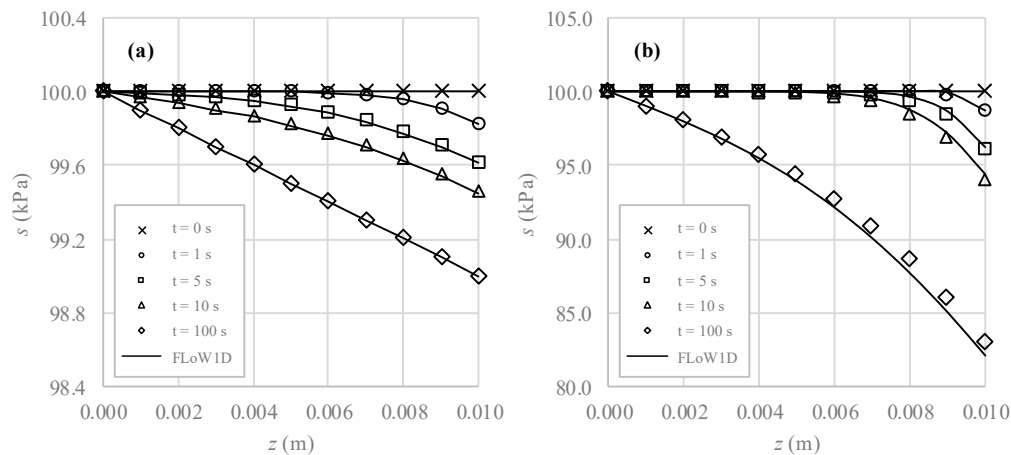 (a)
100.4
100.0
99.6
99.2
98.8
98.4
s (kPa)
t = 0 s
t = 1 s
t = 5 s
t = 10 s
t = 100 s
FLoW1D
0.000 0.002 0.004 0.006 0.008 0.010
z (m)
(b)
105.0
100.0
95.0
90.0
85.0
80.0
s (kPa)
t = 0 s
t = 1 s
t = 5 s
t = 10 s
t = 100 s
FLoW1D
0.000 0.002 0.004 0.006 0.008 0.010
z (m)